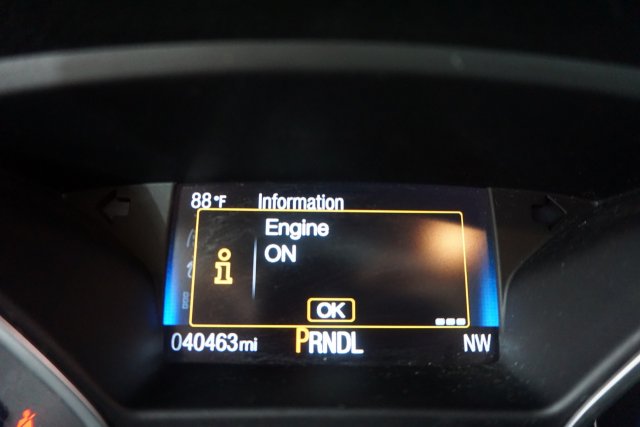 88°F Information
Engine
ON
OK
040463mi PRNDL NW